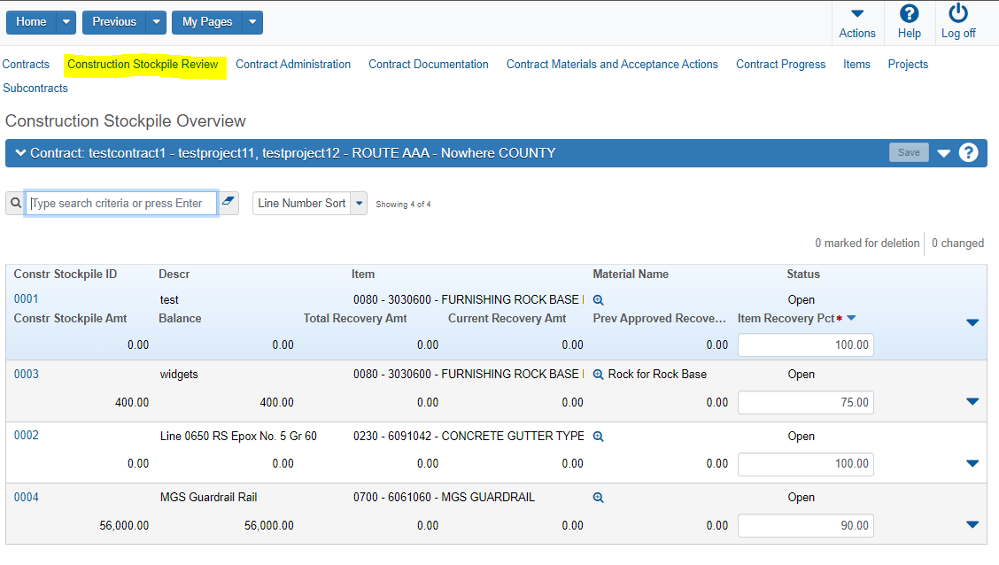 Home Previous My Pages Actions Help Log off
Contracts Construction Stockpile Review Contract Administration Contract Documentation Contract Materials and Acceptance Actions Contract Progress Items Projects
Subcontracts
Construction Stockpile Overview
Contract: testcontract1 - testproject11, testproject12 - ROUTE AAA - Nowhere COUNTY Save ?
Type search criteria or press Enter Line Number Sort Showing 4 of 4
0 marked for deletion 0 changed
Constr Stockpile ID Descr Item Material Name Status
0001 test 0080 - 3030600 - FURNISHING ROCK BASE Open
Constr Stockpile Amt Balance Total Recovery Amt Current Recovery Amt Prev Approved Recove... Item Recovery Pct*
0.00 0.00 0.00 0.00 0.00 100.00
0003 widgets 0080 - 3030600 - FURNISHING ROCK BASE Rock for Rock Base Open
400.00 400.00 0.00 0.00 0.00 75.00
0002 Line 0650 RS Epox No. 5 Gr 60 0230 - 6091042 - CONCRETE GUTTER TYPE Open
0.00 0.00 0.00 0.00 0.00 100.00
0004 MGS Guardrail Rail 0700 - 6061060 - MGS GUARDRAIL Open
56,000.00 56,000.00 0.00 0.00 0.00 90.00